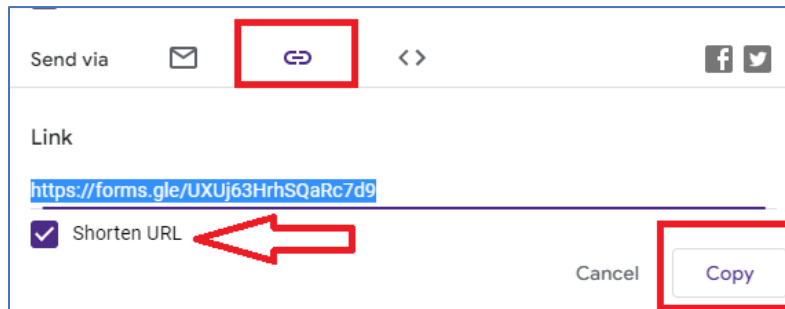 Send via
Link
https://forms.gle/UXUj63HrhSQaRc7d9
Shorten URL
Cancel Copy